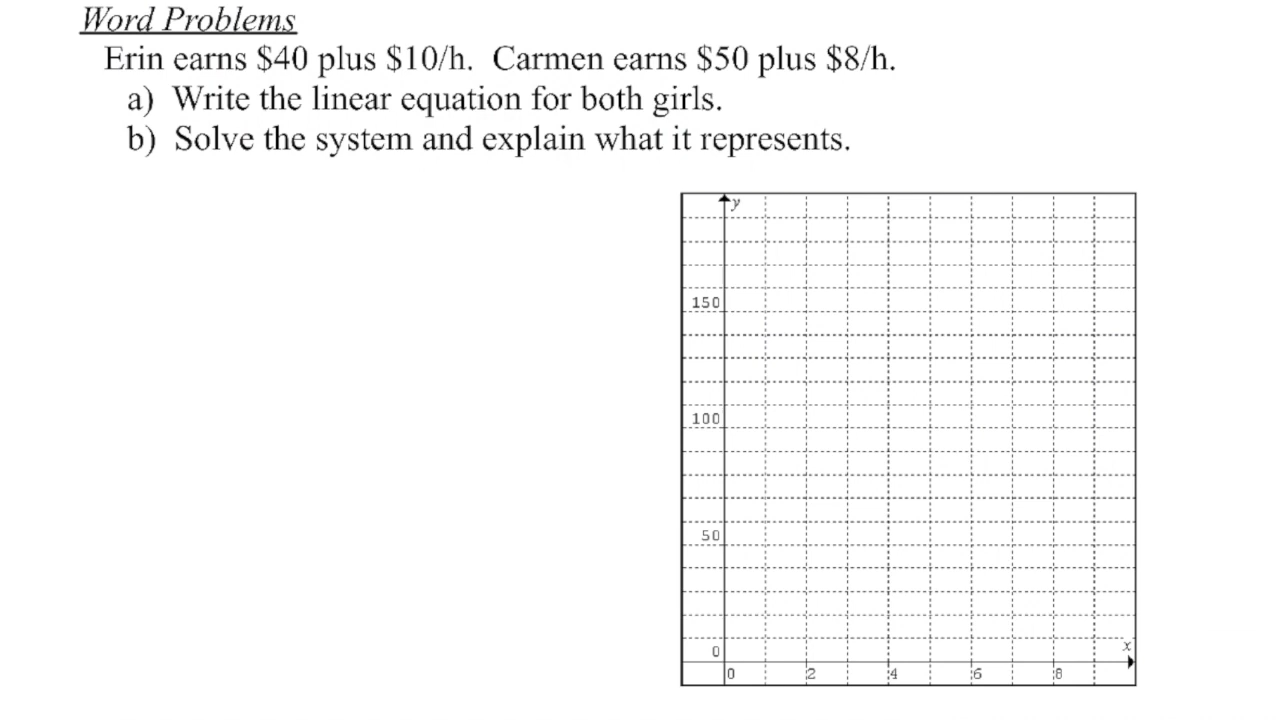 Word Problems
Erin earns $40 plus $10/h. Carmen earns $50 plus $8/h.
a) Write the linear equation for both girls.
b) Solve the system and explain what it represents.
y
150
100
50
0
x
0 2 4 6 8